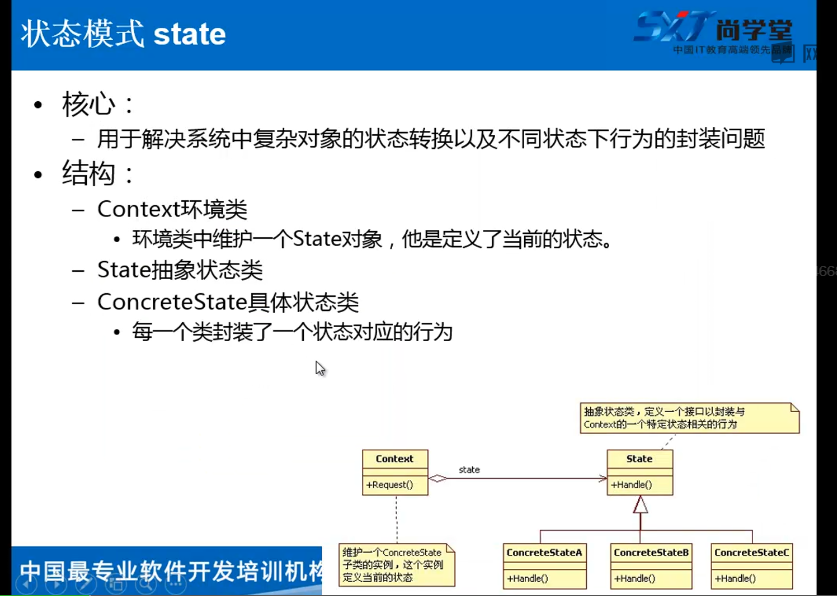 状态模式 state
SXT 尚学堂
中国IT教育高端领先品牌
• 核心：
– 用于解决系统中复杂对象的状态转换以及不同状态下行为的封装问题
• 结构：
– Context环境类
• 环境类中维护一个State对象，他是定义了当前的状态。
– State抽象状态类
– ConcreteState具体状态类
• 每一个类封装了一个状态对应的行为
抽象状态类，定义一个接口以封装与
Context的一个特定状态相关的行为
Context
+Request()
state
State
+Handle()
维护一个ConcreteState
子类的实例，这个实例
定义当前的状态
ConcreteStateA
+Handle()
ConcreteStateB
+Handle()
ConcreteStateC
+Handle()
中国最专业软件开发培训机构